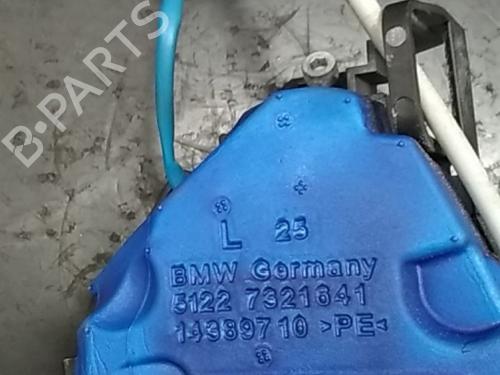 B-PARTS
L 25
BMW Germany
5122 7321641
14389710 >PE<